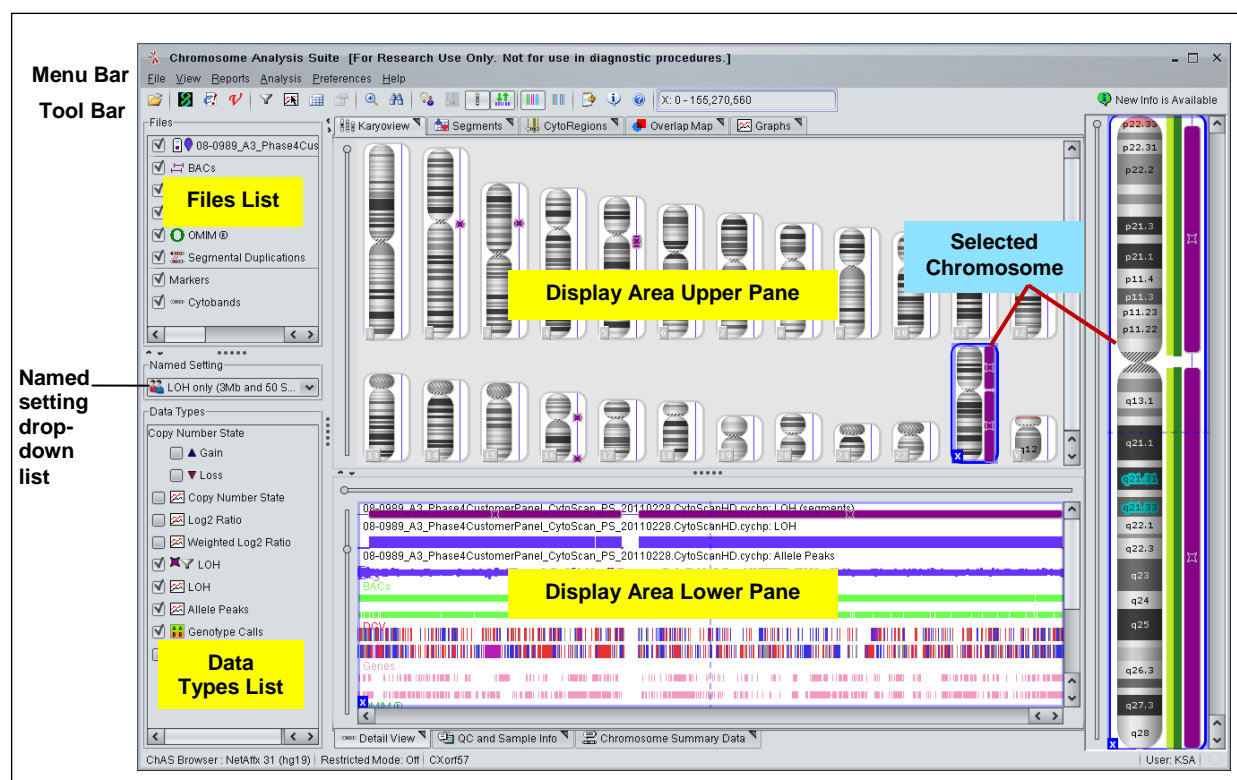 Chromosome Analysis Suite [For Research Use Only. Not for use in diagnostic procedures.]
Menu Bar
File View Reports Analysis Preferences Help
Tool Bar
X: 0 - 155,270,560
New Info is Available
Files
08-0989_A3_Phase4Cus
BACs
Files List
OMIM ®
Segmental Duplications
Markers
Cytobands
Karyoview
Segments
CytoRegions
Overlap Map
Graphs
Display Area Upper Pane
Selected
Chromosome
X
q12
p22.33
p22.31
p22.2
p21.3
p21.1
p11.4
p11.3
p11.23
p11.22
q13.1
q21.1
q21.31
q21.33
q22.1
q22.3
q23
q24
q25
q26.3
q27.3
q28
X
Named
setting
drop-
down
list
Named Setting
LOH only (3Mb and 50 S...
Data Types
Copy Number State
Gain
Loss
Copy Number State
Log2 Ratio
Weighted Log2 Ratio
LOH
LOH
Allele Peaks
Genotype Calls
Data
Types List
08-0989_A3_Phase4CustomerPanel_CytoScan_PS_20110228.CytoScanHD.cychp: LOH (segments)
08-0989_A3_Phase4CustomerPanel_CytoScan_PS_20110228.CytoScanHD.cychp: LOH
08-0989_A3_Phase4CustomerPanel_CytoScan_PS_20110228.CytoScanHD.cychp: Allele Peaks
BACs
Display Area Lower Pane
DGV
Genes
OMIM ®
X
Detail View
QC and Sample Info
Chromosome Summary Data
ChAS Browser : NetAffx 31 (hg19)
Restricted Mode: Off
CXorf57
User: KSA